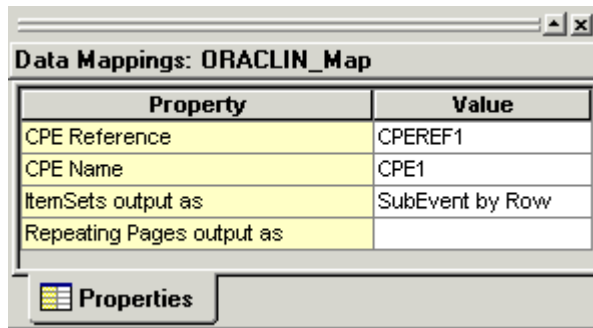 Data Mappings: ORACLIN_Map
Property Value
CPE Reference CPEREF1
CPE Name CPE1
ItemSets output as SubEvent by Row
Repeating Pages output as
Properties